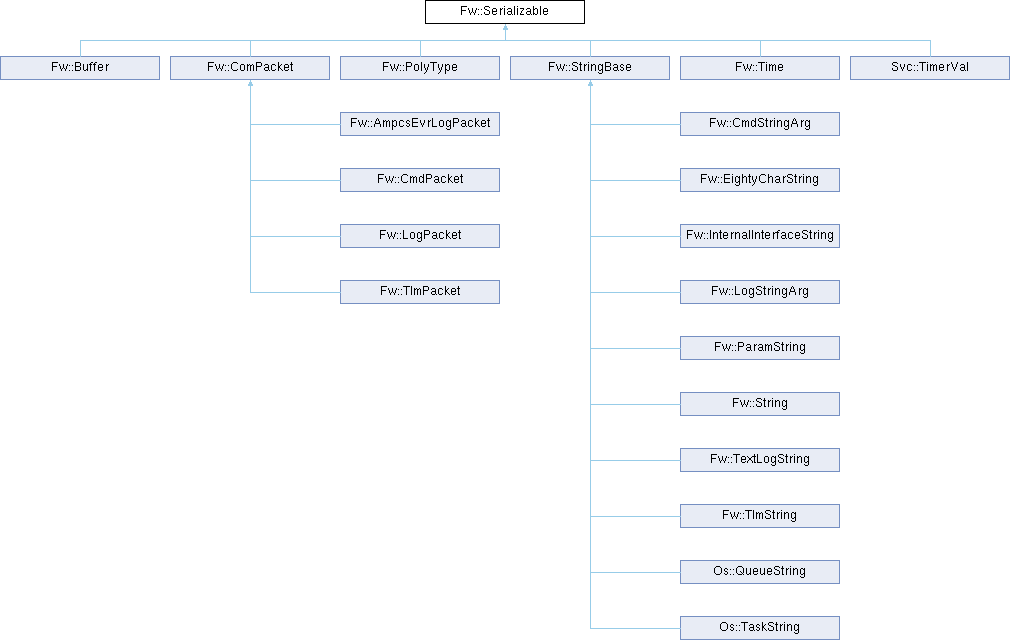 Fw::Serializable
Fw::Buffer
Fw::ComPacket
Fw::PolyType
Fw::StringBase
Fw::Time
Svc::TimerVal
Fw::AmpcsEvrLogPacket
Fw::CmdStringArg
Fw::CmdPacket
Fw::EightyCharString
Fw::LogPacket
Fw::InternalInterfaceString
Fw::TlmPacket
Fw::LogStringArg
Fw::ParamString
Fw::String
Fw::TextLogString
Fw::TlmString
Os::QueueString
Os::TaskString